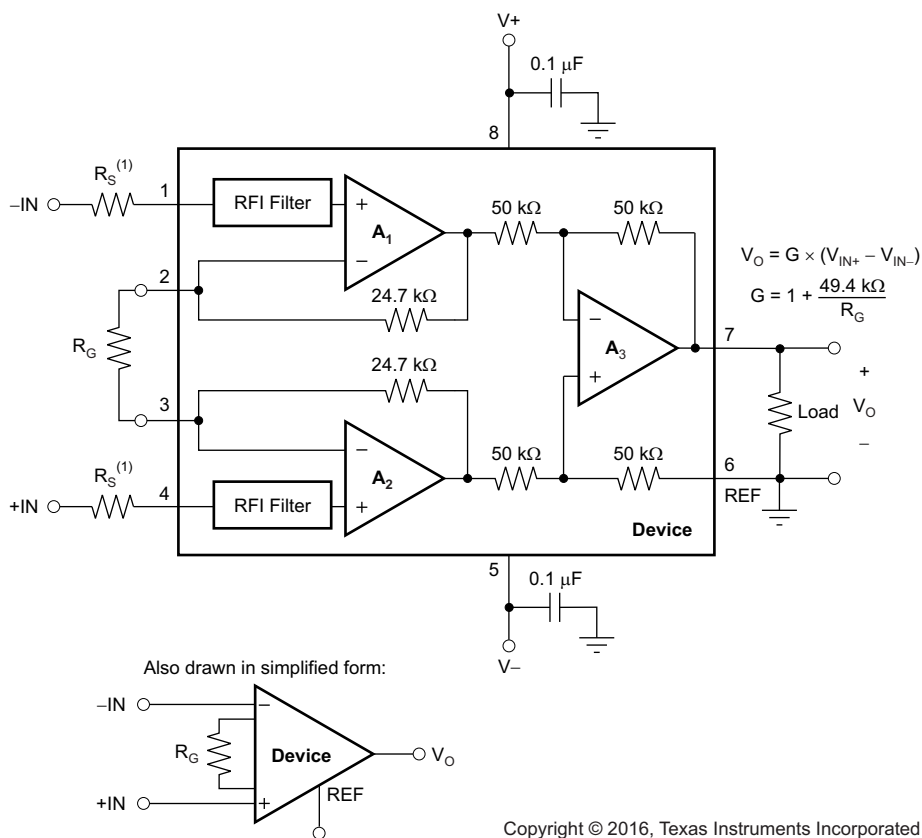 V+
0.1 μF
8
R_S^(1)
1
–IN
RFI Filter
+
A_1
–
50 kΩ
50 kΩ
V_O = G × (V_IN+ – V_IN–)
G = 1 + 49.4 kΩ / R_G
2
24.7 kΩ
R_G
–
A_3
+
7
+
Load
V_O
–
24.7 kΩ
3
–
A_2
+
50 kΩ
50 kΩ
6
REF
R_S^(1)
4
+IN
RFI Filter
Device
5
0.1 μF
V–
Also drawn in simplified form:
–IN
–
R_G
Device
V_O
+IN
+
REF
Copyright © 2016, Texas Instruments Incorporated